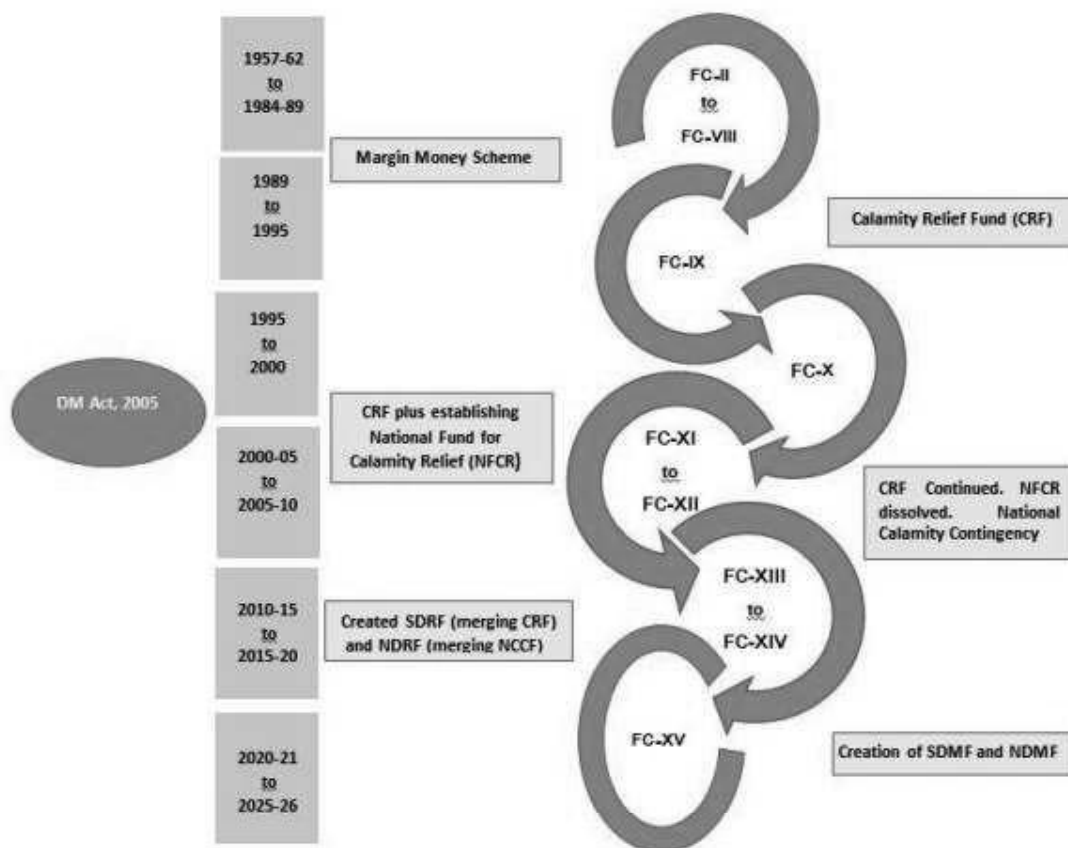 1957-62
to
1984-89
1989
to
1995
1995
to
2000
2000-05
to
2005-10
2010-15
to
2015-20
2020-21
to
2025-26
DM Act, 2005
Margin Money Scheme
CRF plus establishing
National Fund for
Calamity Relief (NFCR)
Created SDRF (merging CRF)
and NDRF (merging NCCF)
FC-II
to
FC-VIII
FC-IX
FC-X
FC-XI
to
FC-XII
FC-XIII
to
FC-XIV
FC-XV
Calamity Relief Fund (CRF)
CRF Continued. NFCR
dissolved. National
Calamity Contingency
Creation of SDMF and NDMF